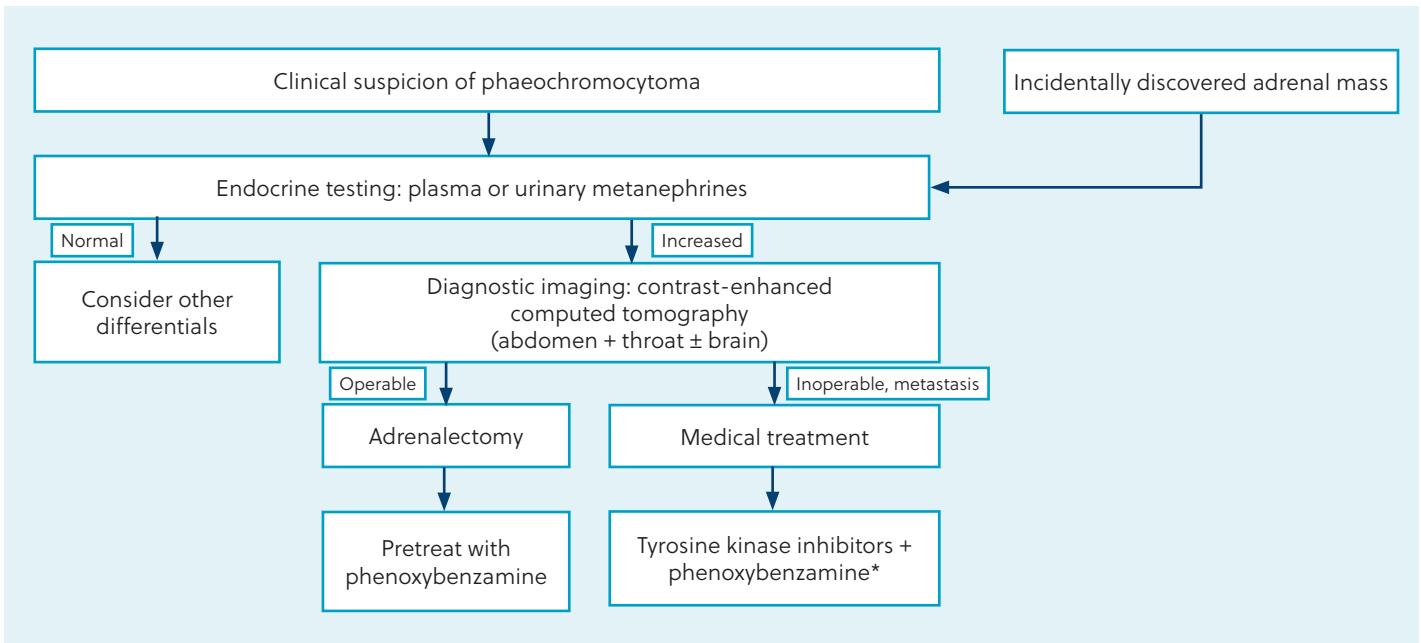 Clinical suspicion of phaeochromocytoma
Incidentally discovered adrenal mass
Endocrine testing: plasma or urinary metanephrines
Normal
Increased
Consider other
differentials
Diagnostic imaging: contrast-enhanced
computed tomography
(abdomen + throat ± brain)
Operable
Inoperable, metastasis
Adrenalectomy
Medical treatment
Pretreat with
phenoxybenzamine
Tyrosine kinase inhibitors +
phenoxybenzamine*